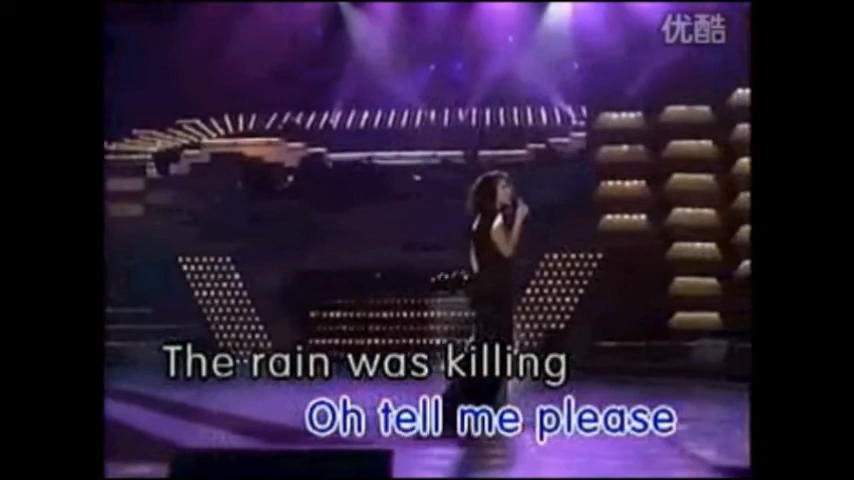 优酷
The rain was killing
Oh tell me please